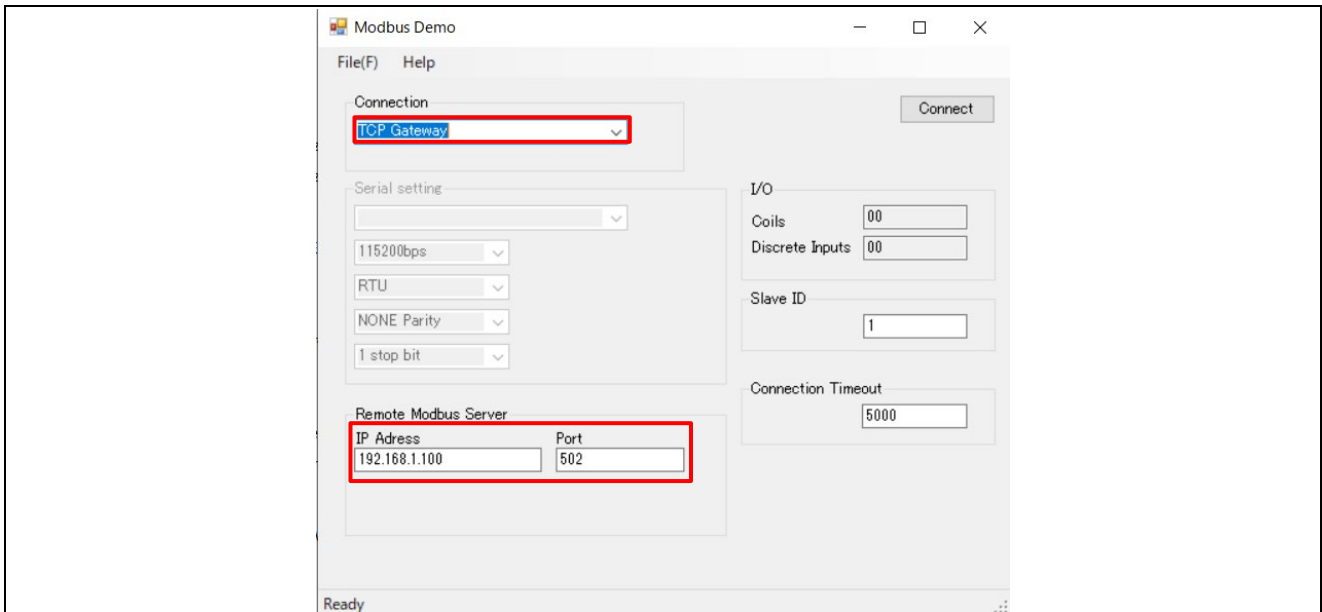 Modbus Demo
File(F) Help
Connection
TCP Gateway
Connect
Serial setting
115200bps
RTU
NONE Parity
1 stop bit
I/O
Coils 00
Discrete Inputs 00
Slave ID
1
Connection Timeout
5000
Remote Modbus Server
IP Adress Port
192.168.1.100 502
Ready